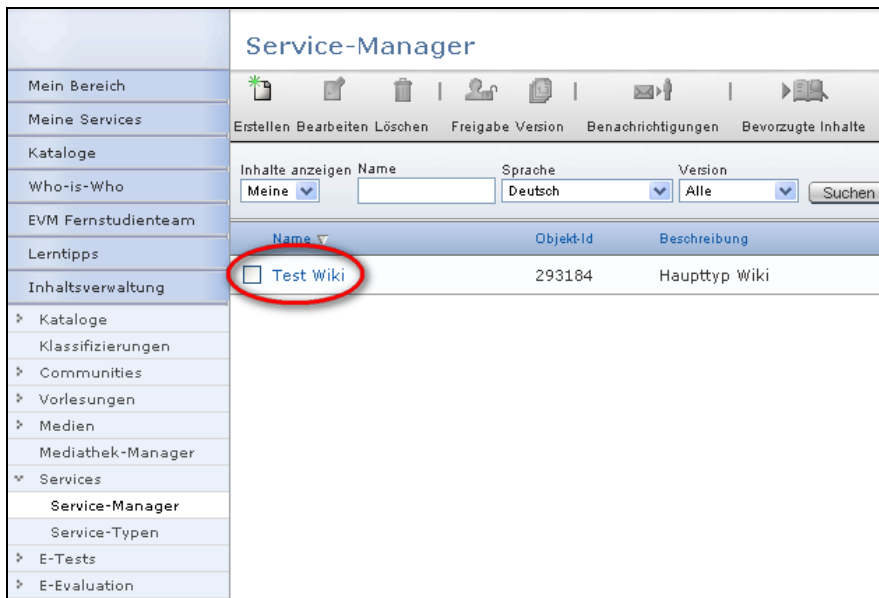 Service-Manager
Mein Bereich
Meine Services
Kataloge
Who-is-Who
EVM Fernstudienteam
Lerntipps
Inhaltsverwaltung
Kataloge
Klassifizierungen
Communities
Vorlesungen
Medien
Mediathek-Manager
Services
Service-Manager
Service-Typen
E-Tests
E-Evaluation
Erstellen Bearbeiten Löschen Freigabe Version Benachrichtigungen Bevorzugte Inhalte
Inhalte anzeigen Name Sprache Version
Meine Deutsch Alle Suchen
Name Objekt-Id Beschreibung
Test Wiki 293184 Haupttyp Wiki